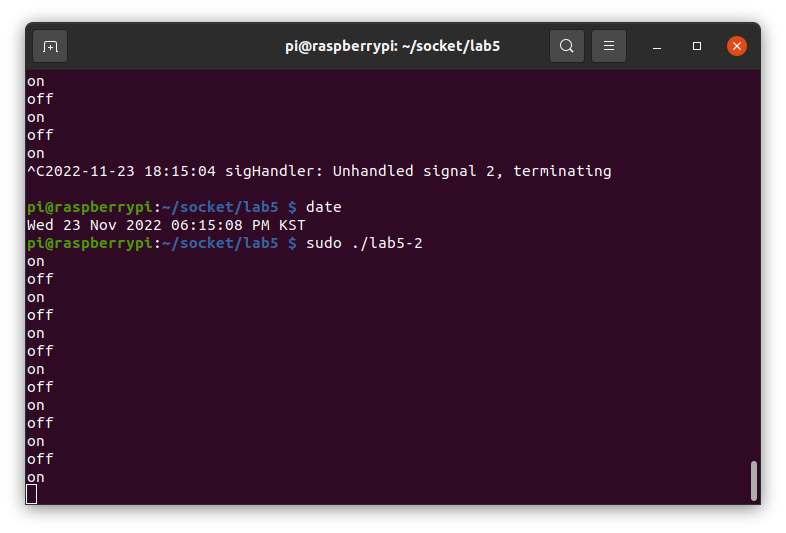 pi@raspberrypi: ~/socket/lab5
on
off
on
off
on
^C2022-11-23 18:15:04 sigHandler: Unhandled signal 2, terminating
pi@raspberrypi:~/socket/lab5 $ date
Wed 23 Nov 2022 06:15:08 PM KST
pi@raspberrypi:~/socket/lab5 $ sudo ./lab5-2
on
off
on
off
on
off
on
off
on
off
on
off
on